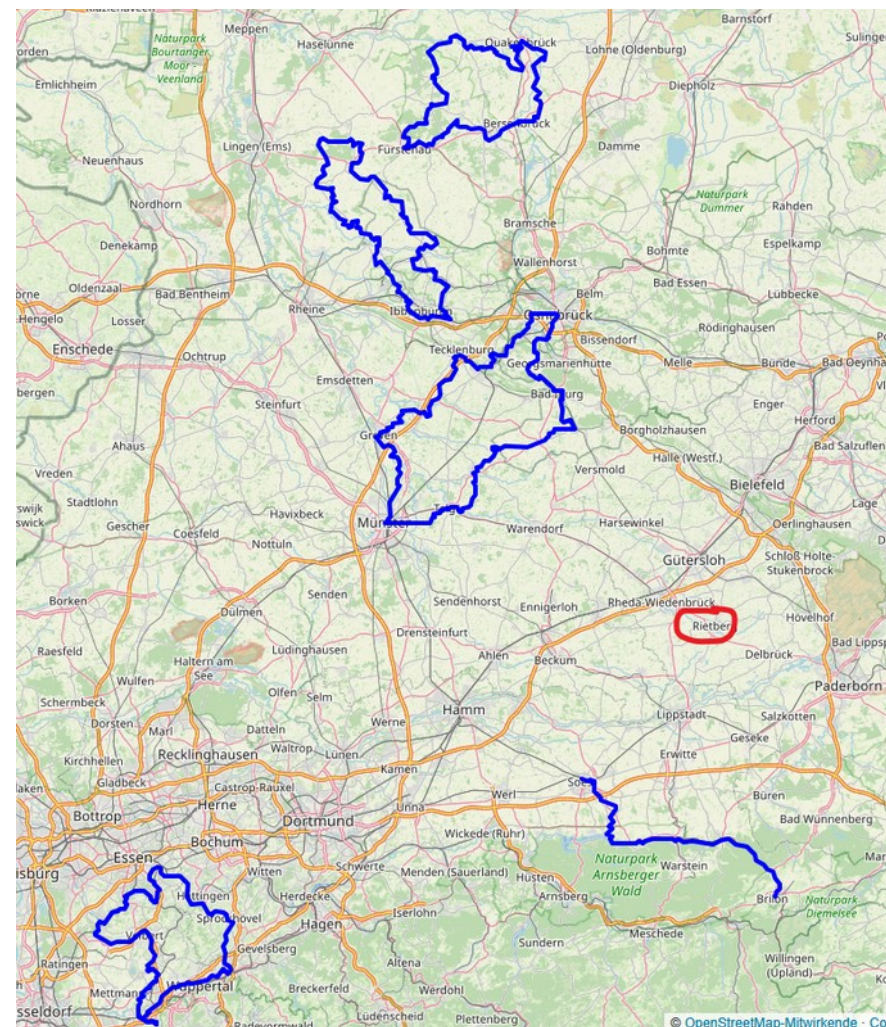 Meppen
Barnstorf
Naturpark
Bourtanger
Moor -
Veenland
Haselünne
Quakenbrück
Lohne (Oldenburg)
Emlichheim
Diepholz
Lingen (Ems)
Fürstenau
Bersenbrück
Damme
Neuenhaus
Nordhorn
Naturpark
Dümmer
Rahden
Denekamp
Bramsche
Espelkamp
Wallenhorst
Bohmte
Oldenzaal
Bad Bentheim
Belm
Bad Essen
Lübbecke
Hengelo
Losser
Rheine
Ibbenbüren
Osnabrück
Rödinghausen
Enschede
Ochtrup
Tecklenburg
Bissendorf
Georgsmarienhütte
Melle
Bünde
Bad Oeynha
Emsdetten
Bad Iburg
Steinfurt
Enger
Herford
Ahaus
Greven
Borgholzhausen
Bad Salzuflen
Halle (Westf.)
Vreden
Versmold
Bielefeld
Stadtlohn
Gescher
Havixbeck
Münster
Lage
Coesfeld
Warendorf
Harsewinkel
Oerlinghausen
Nottuln
Gütersloh
Schloß Holte-
Stukenbrock
Borken
Senden
Sendenhorst
Ennigerloh
Rheda-Wiedenbrück
Dülmen
Rietberg
Hövelhof
Raesfeld
Drensteinfurt
Lüdinghausen
Ahlen
Beckum
Delbrück
Bad Lipps
Haltern am
See
Wulfen
Olfen
Selm
Paderborn
Schermbeck
Hamm
Lippstadt
Salzkotten
Dorsten
Datteln
Werne
Marl
Geseke
Recklinghausen
Waltrop
Lünen
Erwitte
Kirchhellen
Kamen
Gladbeck
Castrop-Rauxel
Soest
Werl
Büren
Herne
Unna
Bottrop
Dortmund
Bad Wünnenberg
Bochum
Wickede (Ruhr)
Essen
Witten
Schwerte
Naturpark
Arnsberger
Wald
Warstein
Menden (Sauerland)
Hüsten
Hattingen
Herdecke
Arnsberg
Brilon
Naturpark
Diemelsee
Sprockhövel
Iserlohn
Hagen
Meschede
Velbert
Gevelsberg
Sundern
Ratingen
Altena
Willingen
(Upland)
Mettmann
Wuppertal
Breckerfeld
Werdohl
Lüdenscheid
Plettenberg
Radevormwald
© OpenStreetMap-Mitwirkende